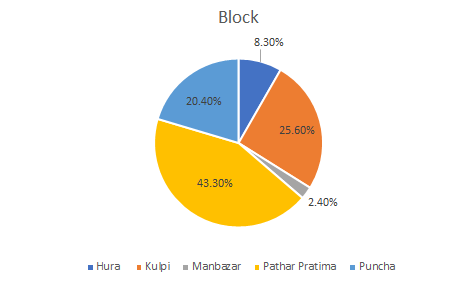 Block
8.30%
20.40%
25.60%
43.30%
2.40%
Hura Kulpi Manbazar Pathar Pratima Puncha